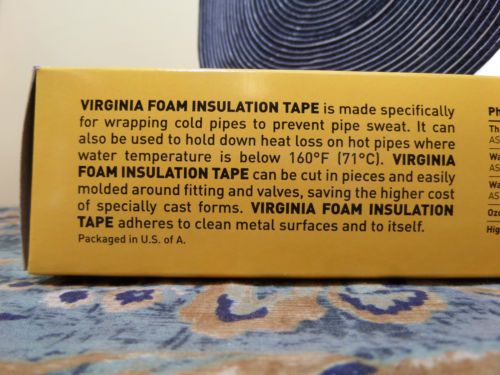 VIRGINIA FOAM INSULATION TAPE is made specifically
for wrapping cold pipes to prevent pipe sweat. It can
also be used to hold down heat loss on hot pipes where
water temperature is below 160°F (71°C). VIRGINIA
FOAM INSULATION TAPE can be cut in pieces and easily
molded around fitting and valves, saving the higher cost
of specially cast forms. VIRGINIA FOAM INSULATION
TAPE adheres to clean metal surfaces and to itself.
Packaged in U.S. of A.